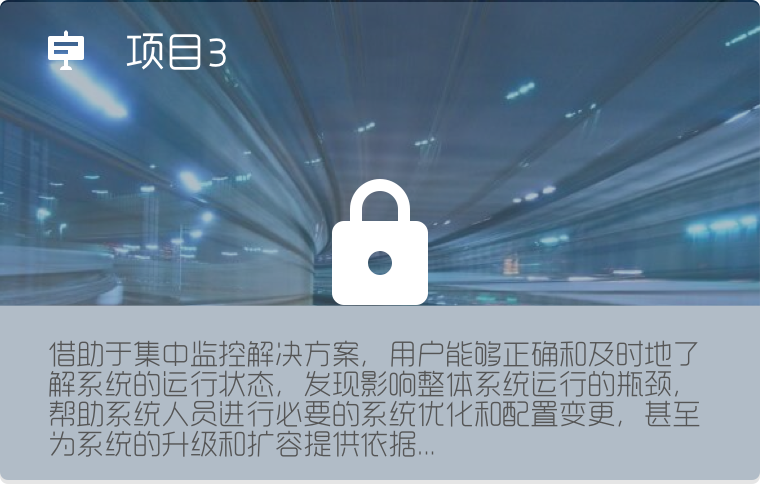 项目3
借助于集中监控解决方案，用户能够正确和及时地了
解系统的运行状态，发现影响整体系统运行的瓶颈，
帮助系统人员进行必要的系统优化和配置变更，甚至
为系统的升级和扩容提供依据...